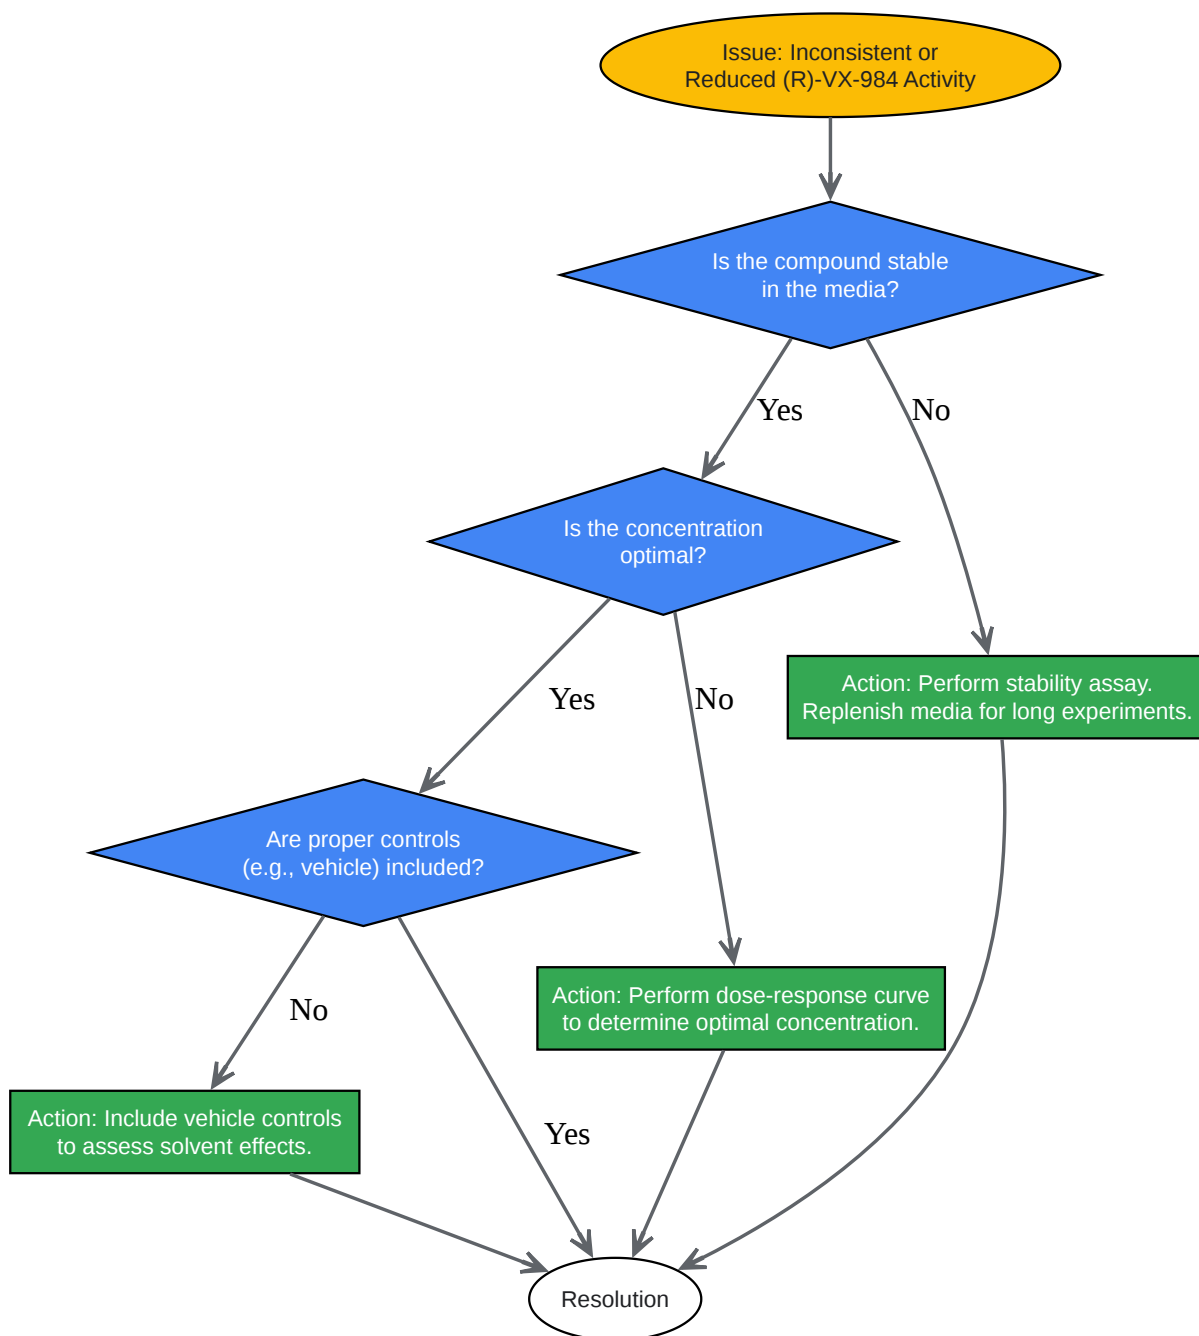 Issue: Inconsistent or
Reduced (R)-VX-984 Activity
Is the compound stable
in the media?
Yes
No
Is the concentration
optimal?
Action: Perform stability assay.
Replenish media for long experiments.
Yes
No
Are proper controls
(e.g., vehicle) included?
Action: Perform dose-response curve
to determine optimal concentration.
No
Action: Include vehicle controls
to assess solvent effects.
Yes
Resolution